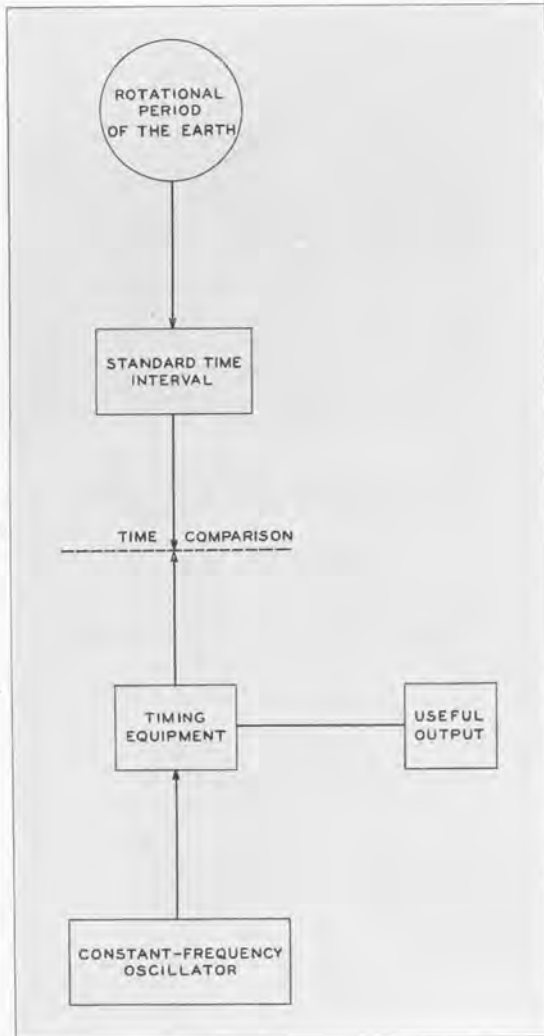 ROTATIONAL
PERIOD
OF THE EARTH
STANDARD TIME
INTERVAL
TIME COMPARISON
TIMING
EQUIPMENT
USEFUL
OUTPUT
CONSTANT-FREQUENCY
OSCILLATOR